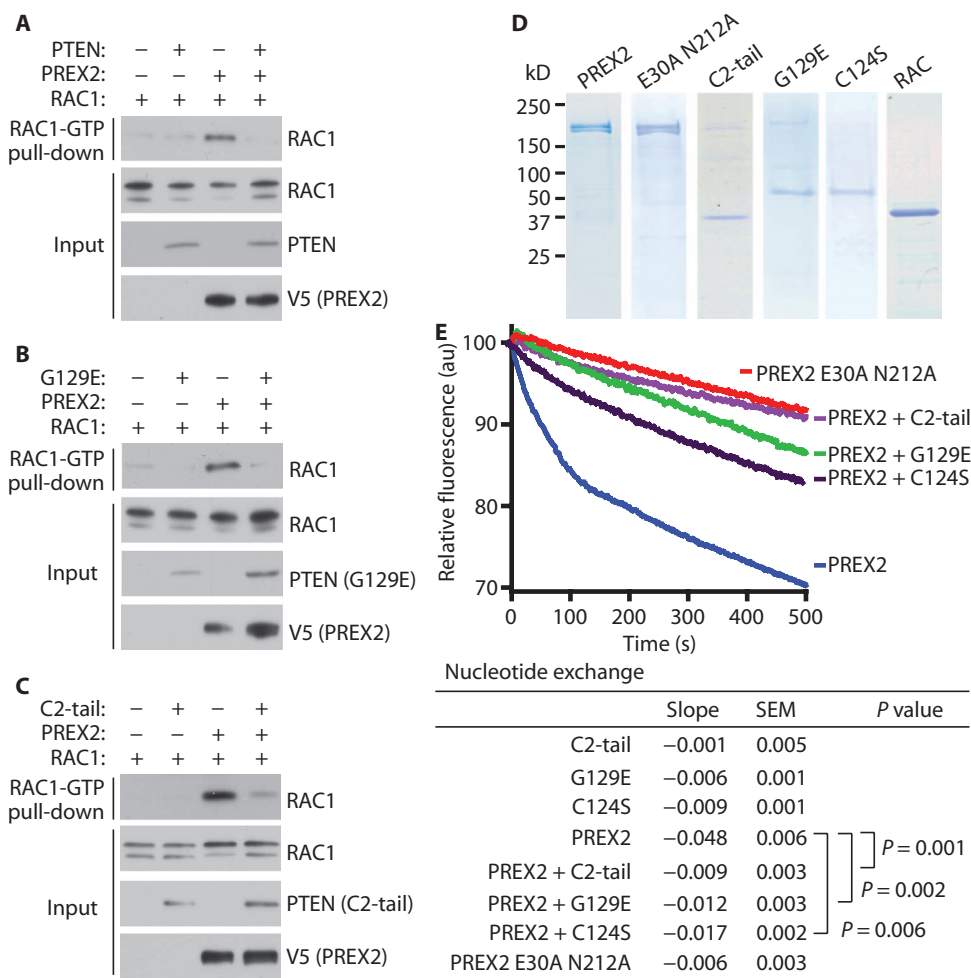 A
PTEN: − + − +
PREX2: − − + +
RAC1: + + + +
RAC1-GTP
pull-down
RAC1
RAC1
Input
PTEN
V5 (PREX2)
B
G129E: − + − +
PREX2: − − + +
RAC1: + + + +
RAC1-GTP
pull-down
RAC1
RAC1
Input
PTEN (G129E)
V5 (PREX2)
C
C2-tail: − + − +
PREX2: − − + +
RAC1: + + + +
RAC1-GTP
pull-down
RAC1
RAC1
Input
PTEN (C2-tail)
V5 (PREX2)
D
kD PREX2 E30A N212A C2-tail G129E C124S RAC
250
150
100
50
37
25
E
Relative fluorescence (au)
100
90
80
70
0 100 200 300 400 500
Time (s)
PREX2 E30A N212A
PREX2 + C2-tail
PREX2 + G129E
PREX2 + C124S
PREX2
Nucleotide exchange
Slope SEM P value
C2-tail −0.001 0.005
G129E −0.006 0.001
C124S −0.009 0.001
PREX2 −0.048 0.006
P = 0.001
PREX2 + C2-tail −0.009 0.003
P = 0.002
PREX2 + G129E −0.012 0.003
PREX2 + C124S −0.017 0.002 P = 0.006
PREX2 E30A N212A −0.006 0.003